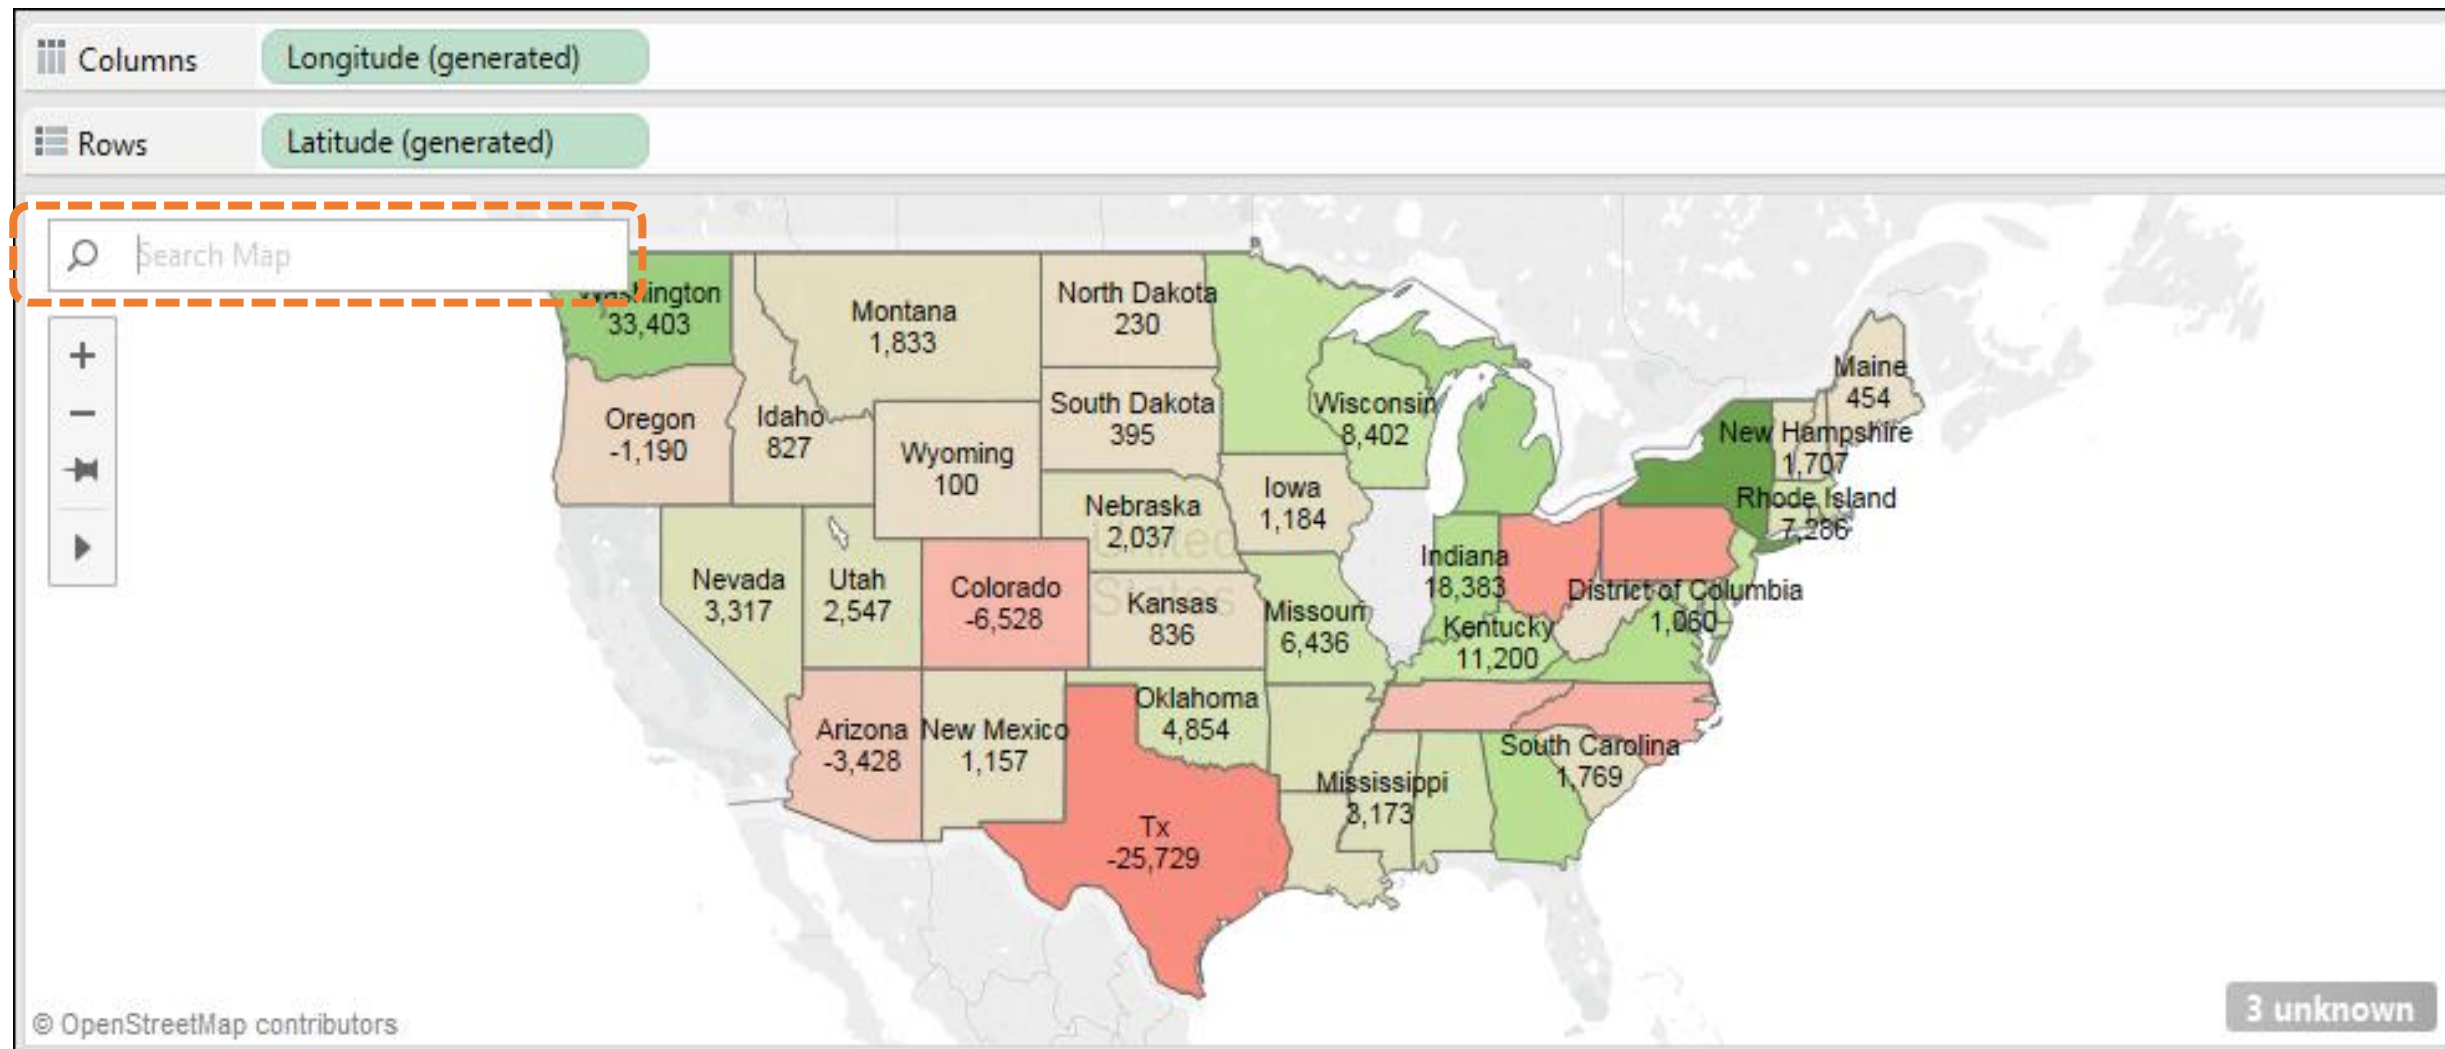 Columns
Longitude (generated)
Rows
Latitude (generated)
Search Map
Washington
33,403
Montana
1,833
North Dakota
230
Oregon
-1,190
Idaho
827
Wyoming
100
South Dakota
395
Wisconsin
8,402
Maine
454
New Hampshire
1,707
Rhode Island
7,286
Nebraska
2,037
Iowa
1,184
United
States
Nevada
3,317
Utah
2,547
Colorado
-6,528
Kansas
836
Missouri
6,436
Indiana
18,383
Kentucky
11,200
District of Columbia
1,060
Arizona
-3,428
New Mexico
1,157
Oklahoma
4,854
Tx
-25,729
Mississippi
3,173
South Carolina
1,769
© OpenStreetMap contributors
3 unknown